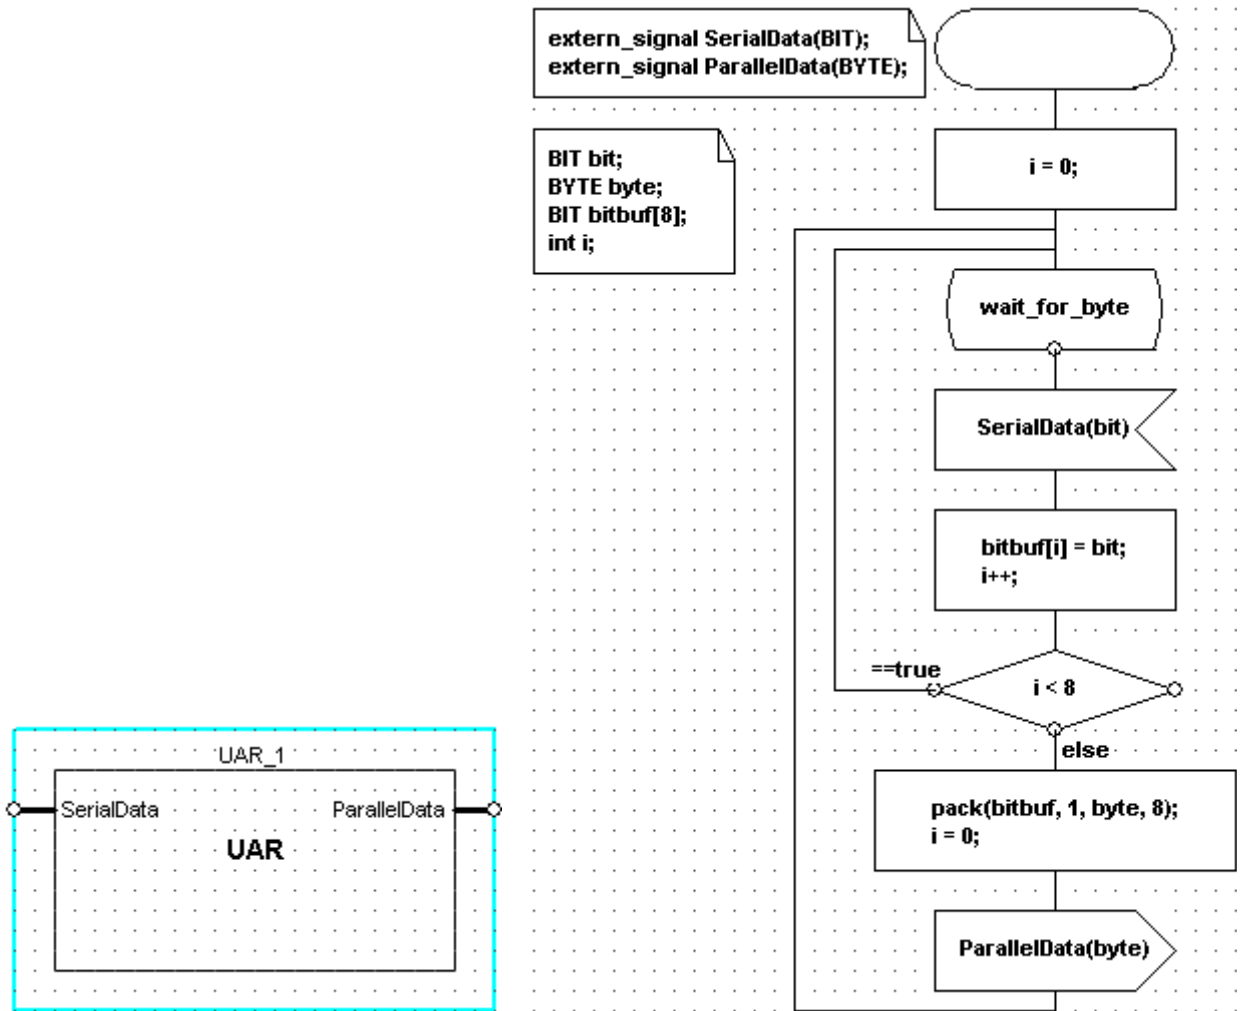 extern_signal SerialData(BIT);
extern_signal ParallelData(BYTE);
BIT bit;
BYTE byte;
BIT bitbuf[8];
int i;
i = 0;
wait_for_byte
SerialData(bit)
bitbuf[i] = bit;
i++;
==true
i < 8
else
pack(bitbuf, 1, byte, 8);
i = 0;
ParallelData(byte)
UAR_1
SerialData
ParallelData
UAR